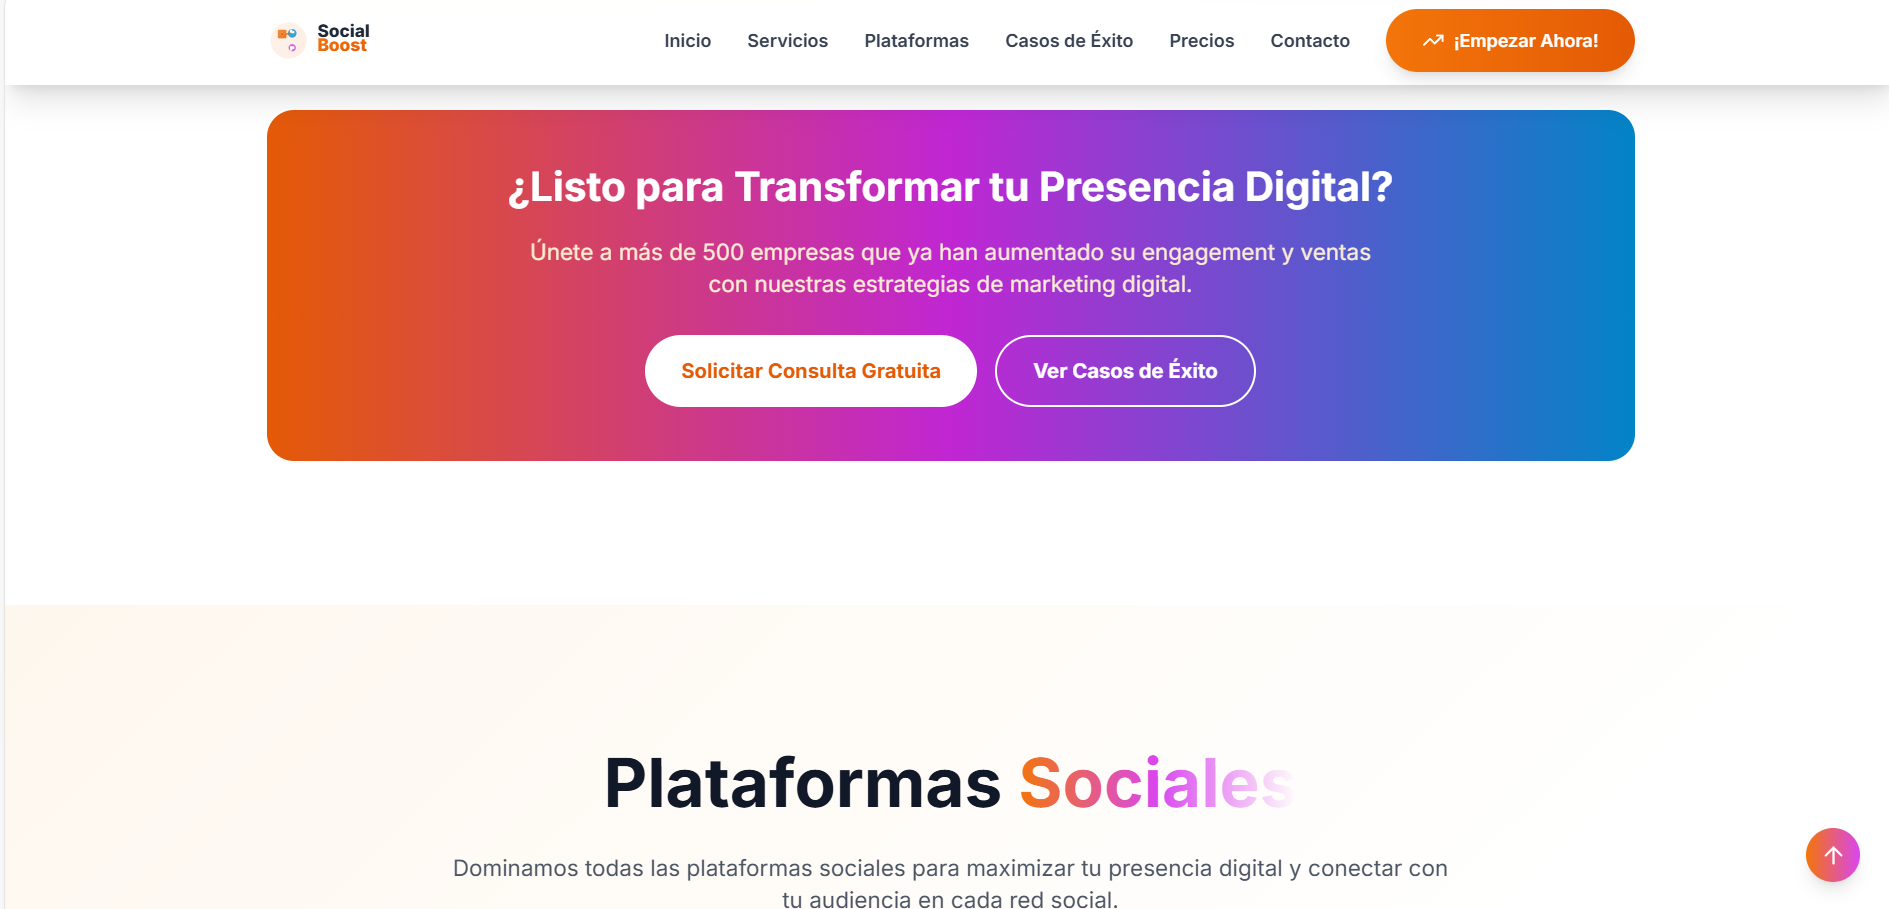 Social
Boost
Inicio
Servicios
Plataformas
Casos de Éxito
Precios
Contacto
¡Empezar Ahora!
¿Listo para Transformar tu Presencia Digital?
Únete a más de 500 empresas que ya han aumentado su engagement y ventas
con nuestras estrategias de marketing digital.
Solicitar Consulta Gratuita
Ver Casos de Éxito
Plataformas Sociales
Dominamos todas las plataformas sociales para maximizar tu presencia digital y conectar con
tu audiencia en cada red social.